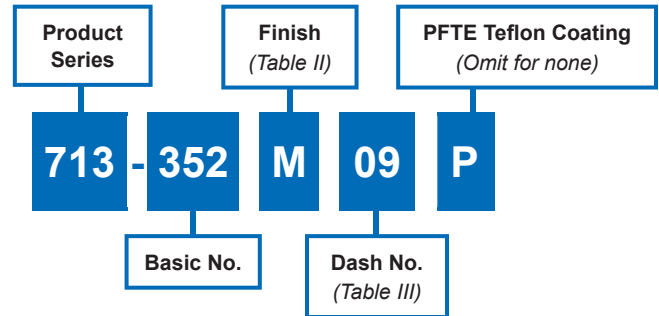 Product
Series
Finish
(Table II)
PFTE Teflon Coating
(Omit for none)
713 - 352 M 09 P
Basic No.
Dash No.
(Table III)